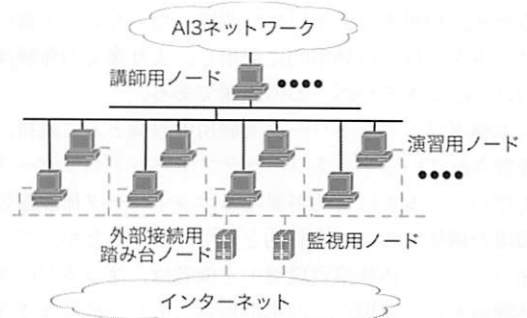 AI3ネットワーク
講師用ノード
演習用ノード
外部接続用
踏み台ノード
監視用ノード
インターネット